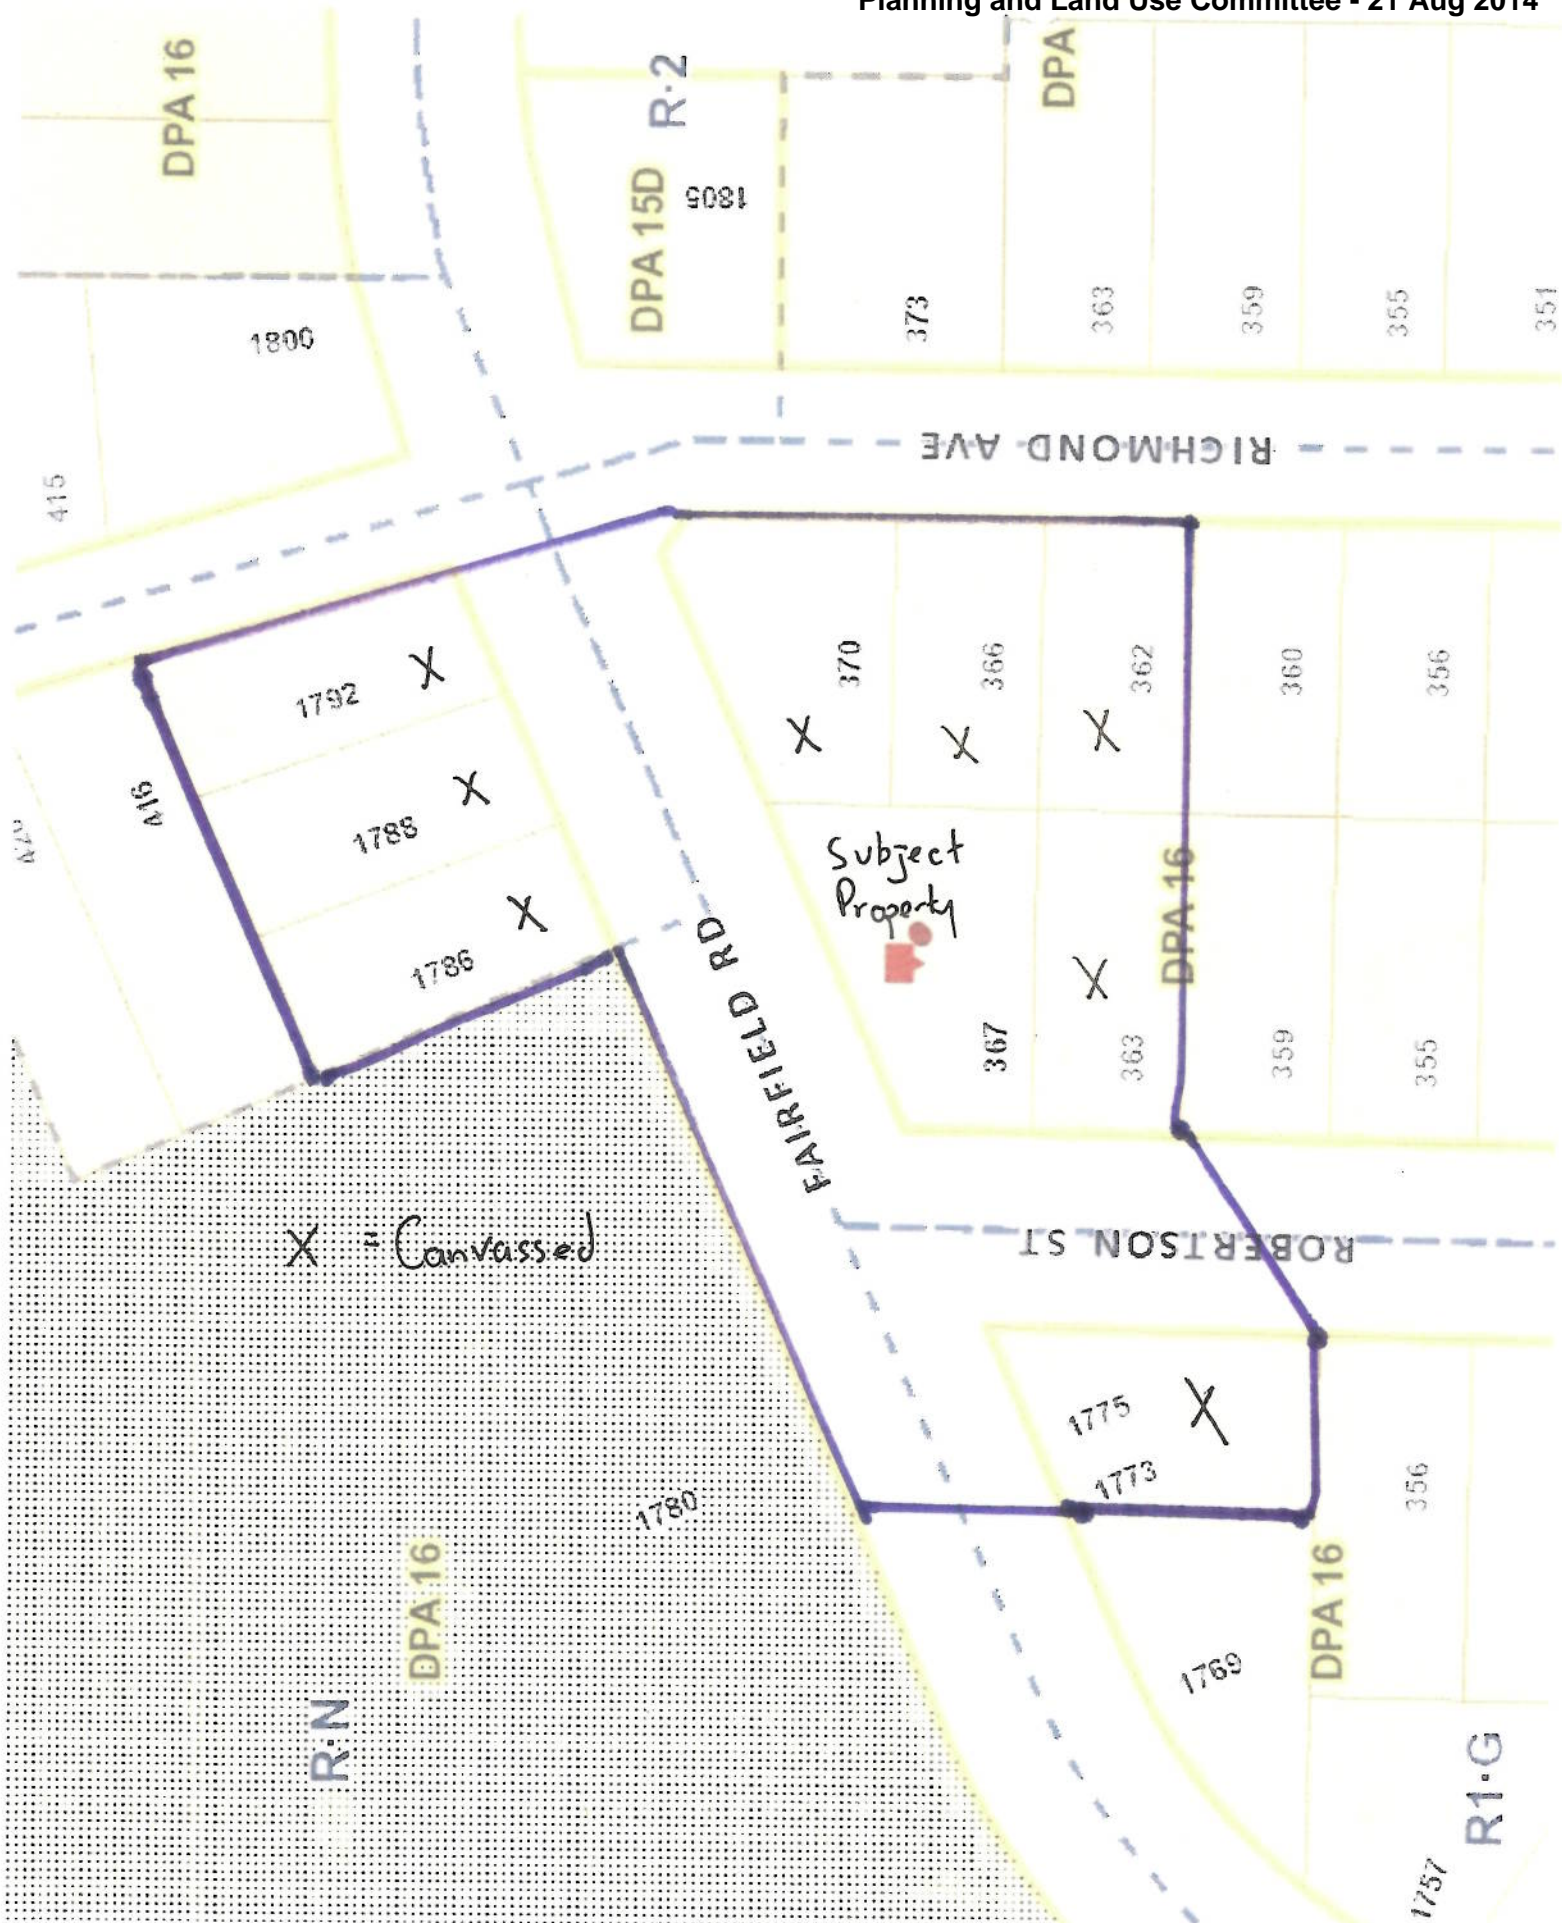 Planning and Land Use Committee - 21 Aug 2014
DPA 16
R-2
DPA
DPA 15D
1805
1800
373
363
359
355
351
415
RICHMOND AVE
1792
416
1788
1786
370
366
362
360
356
Subject
Property
DPA 16
FAIRFIELD RD
367
363
359
355
X = Canvassed
ROBERTSON ST
X
X
X
X
X
X
X
X
1775
1773
1780
356
DPA 16
DPA 16
1769
R-N
R1-G
1757